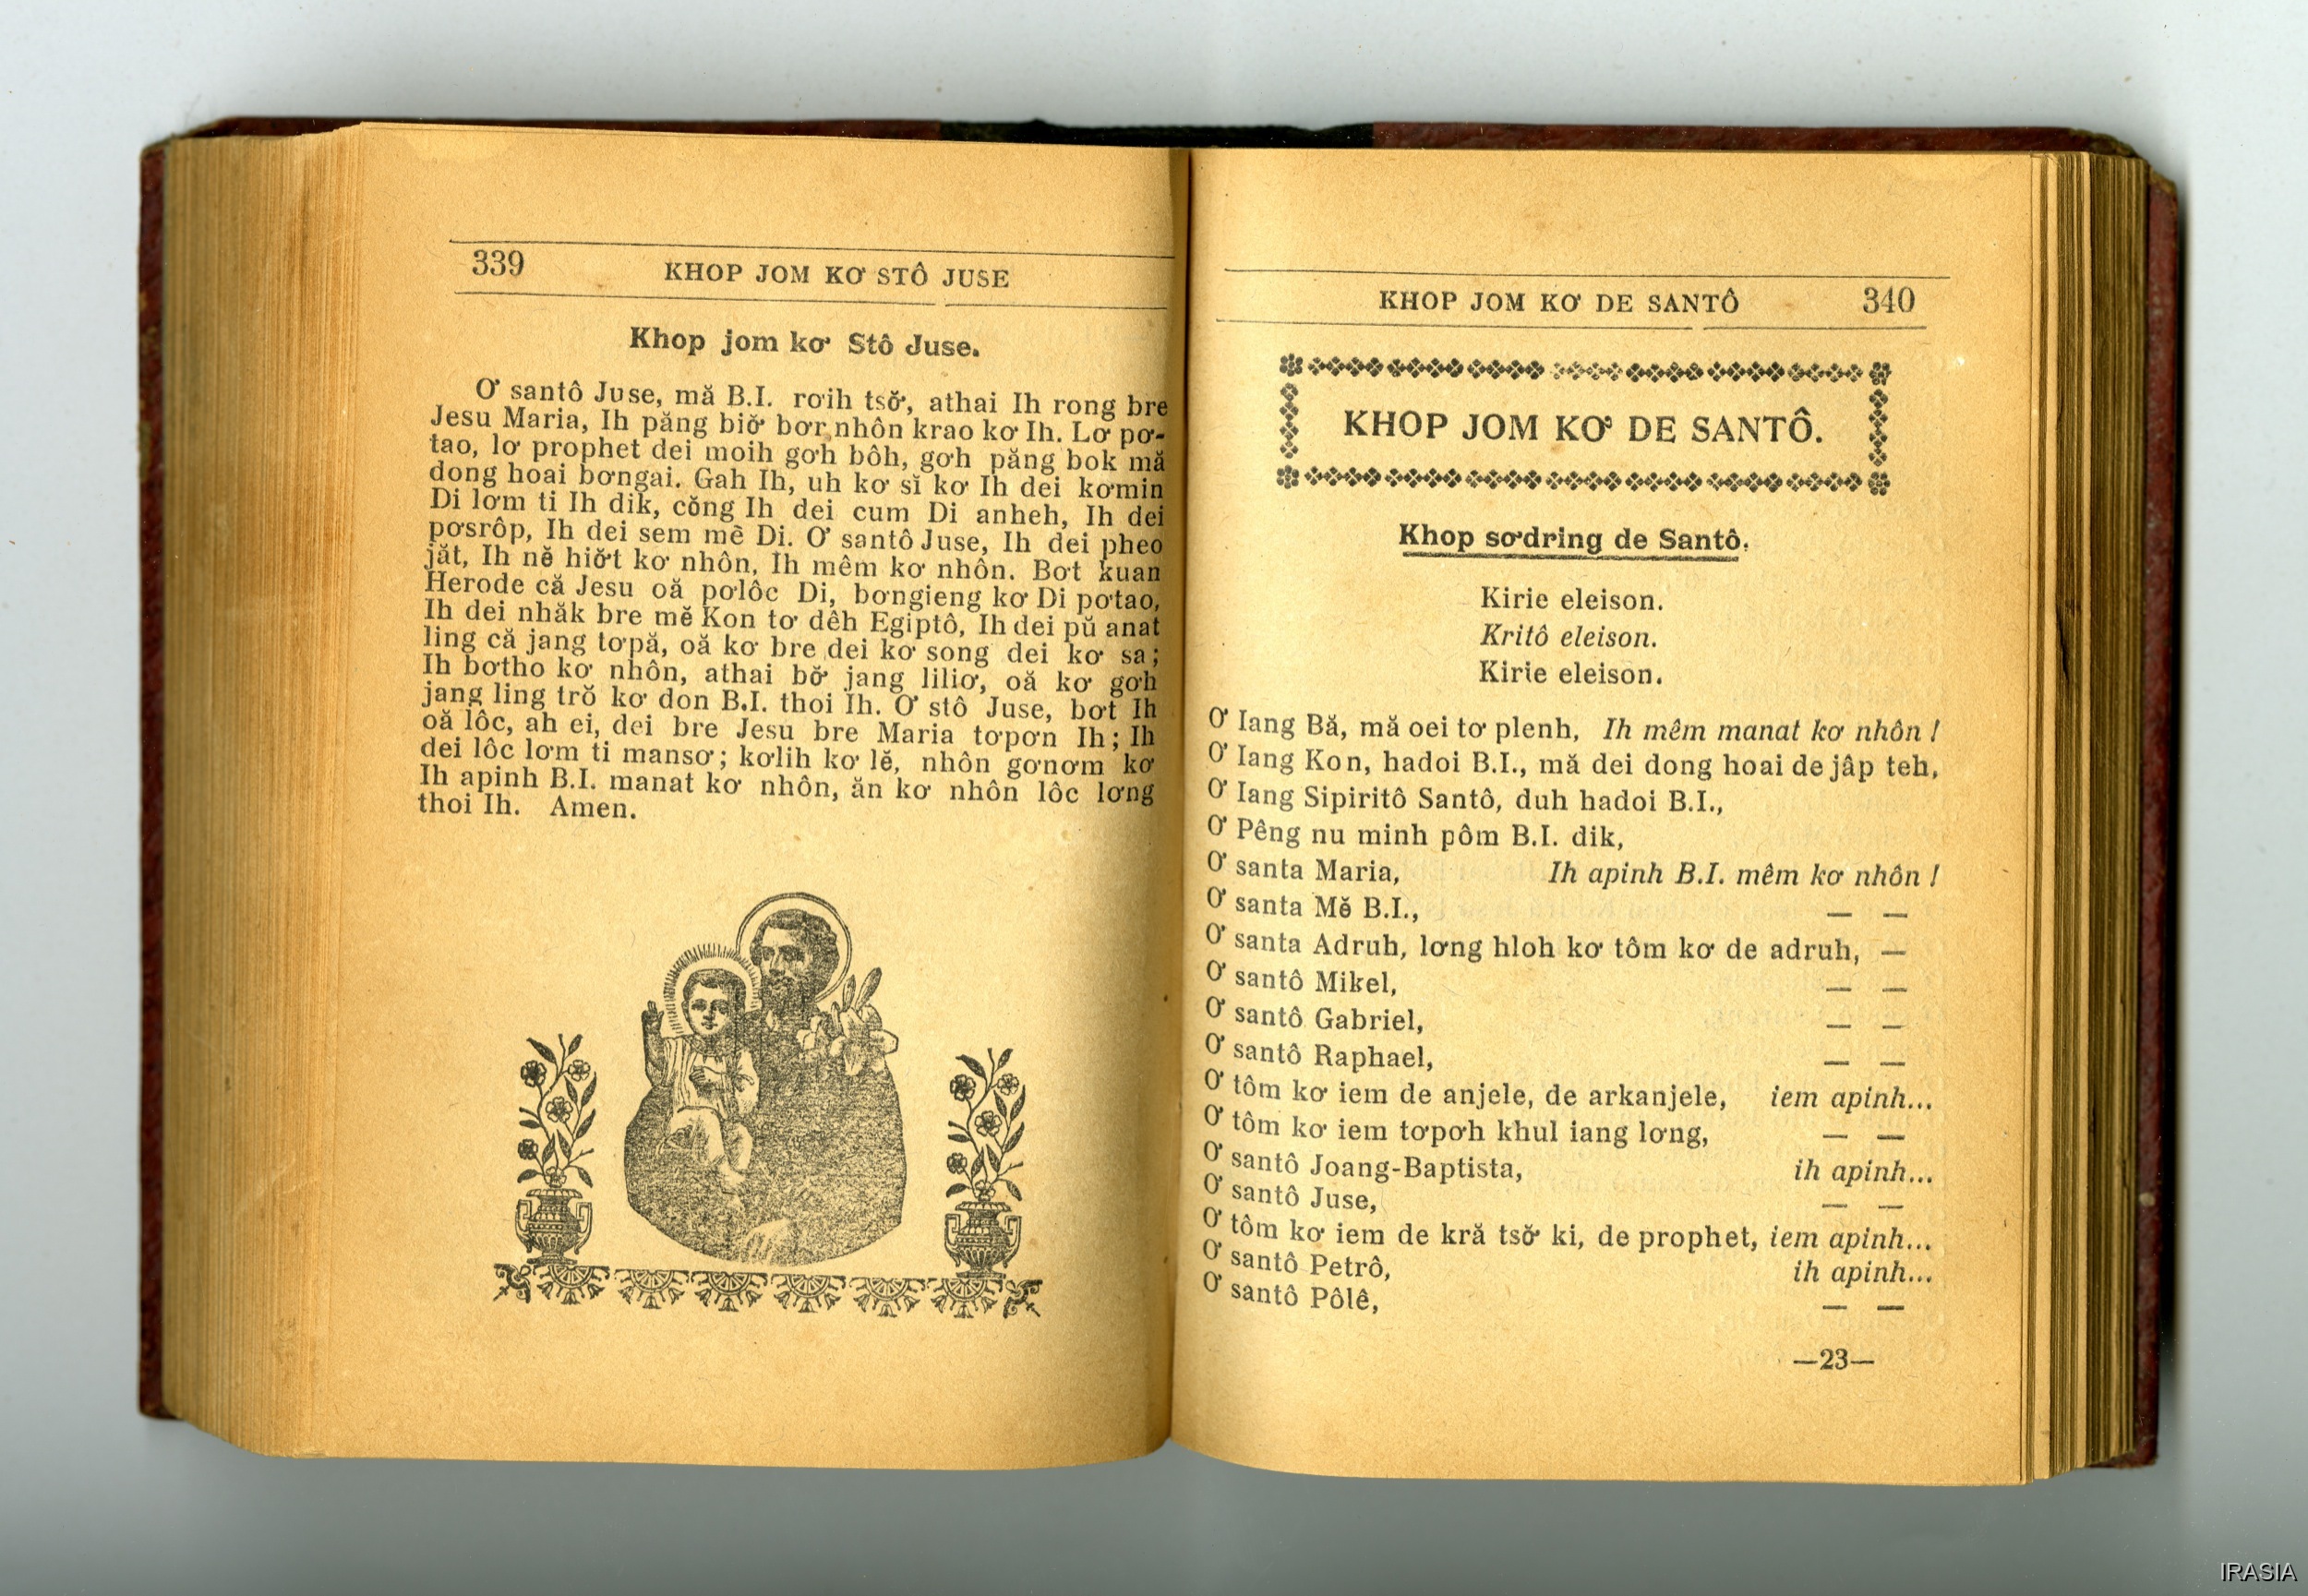 339
KHOP JOM KƠ STÔ JUSE
Khop jom kơ Stô Juse.
Ơ santô Juse, mă B.I. rơih tsơ̆, athai Ih rong bre
Jesu Maria, Ih păng biơ̆ bơr nhôn krao kơ Ih. Lơ pơ-
tao, lơ prophet dei moih gơh bôh, gơh păng bok mă
dong hoai bơngai. Gah Ih, uh kơ sĭ kơ Ih dei kơmin
Di lơm ti Ih dik, cŏng Ih dei cum Di anheh, Ih dei
pơsrôp, Ih dei sem mĕ Di. Ơ santô Juse, Ih dei pheo
jăt, Ih nĕ hiơ̆t kơ nhôn, Ih mêm kơ nhôn. Bơt kuan
Herode că Jesu oă pơlôc Di, bơngieng kơ Di pơtao,
Ih dei nhăk bre mĕ Kon tơ dêh Egiptô, Ih dei pŭ anat
ling că jang tơpă, oă kơ bre dei kơ song dei kơ sa;
Ih bơtho kơ nhôn, athai bơ̆ jang liliơ, oă kơ gơh
jang ling trŏ kơ don B.I. thoi Ih. Ơ stô Juse, bơt Ih
oă lôc, ah ei, dei bre Jesu bre Maria tơpơn Ih; Ih
dei lôc lơm ti mansơ; kơlih kơ lĕ, nhôn gơnơm kơ
Ih apinh B.I. manat kơ nhôn, ăn kơ nhôn lôc lơng
thoi Ih. Amen.
KHOP JOM KƠ DE SANTÔ
340
KHOP JOM KƠ DE SANTÔ.
Khop sơdring de Santô.
Kirie eleison.
Kritô eleison.
Kirie eleison.
Ơ Iang Bă, mă oei tơ plenh, Ih mêm manat kơ nhôn !
Ơ Iang Kon, hadoi B.I., mă dei dong hoai de jâp teh,
Ơ Iang Sipiritô Santô, duh hadoi B.I.,
Ơ Pêng nu minh pôm B.I. dik,
Ơ santa Maria, Ih apinh B.I. mêm kơ nhôn !
Ơ santa Mĕ B.I., — —
Ơ santa Adruh, lơng hloh kơ tôm kơ de adruh, —
Ơ santô Mikel, — —
Ơ santô Gabriel, — —
Ơ santô Raphael, — —
Ơ tôm kơ iem de anjele, de arkanjele, iem apinh...
Ơ tôm kơ iem tơpơh khul iang lơng, — —
Ơ santô Joang-Baptista, ih apinh...
Ơ santô Juse, — —
Ơ tôm kơ iem de kră tsơ̆ ki, de prophet, iem apinh...
Ơ santô Petrô, ih apinh...
Ơ santô Pôlê, — —
—23—
IRASIA